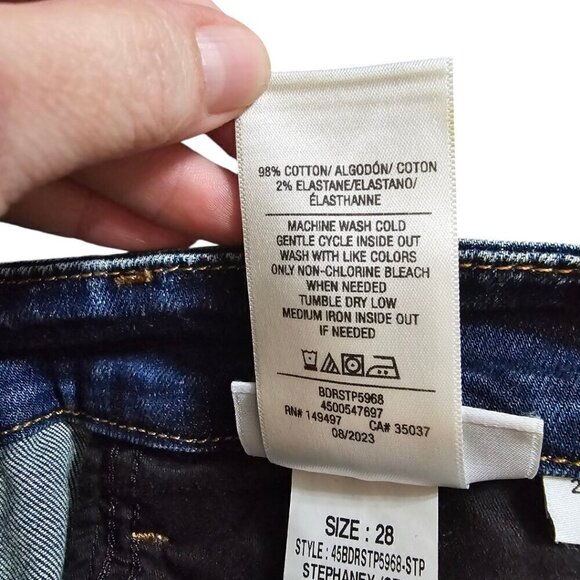 98% COTTON/ ALGODÓN/ COTON
2% ELASTANE/ELASTANO/
ÉLASTHANNE
MACHINE WASH COLD
GENTLE CYCLE INSIDE OUT
WASH WITH LIKE COLORS
ONLY NON-CHLORINE BLEACH
WHEN NEEDED
TUMBLE DRY LOW
MEDIUM IRON INSIDE OUT
IF NEEDED
BDRSTP5968
4500547697
RN# 149497 CA# 35037
08/2023
SIZE : 28
STYLE : 45BDRSTP5968-STP
STEPHANEY